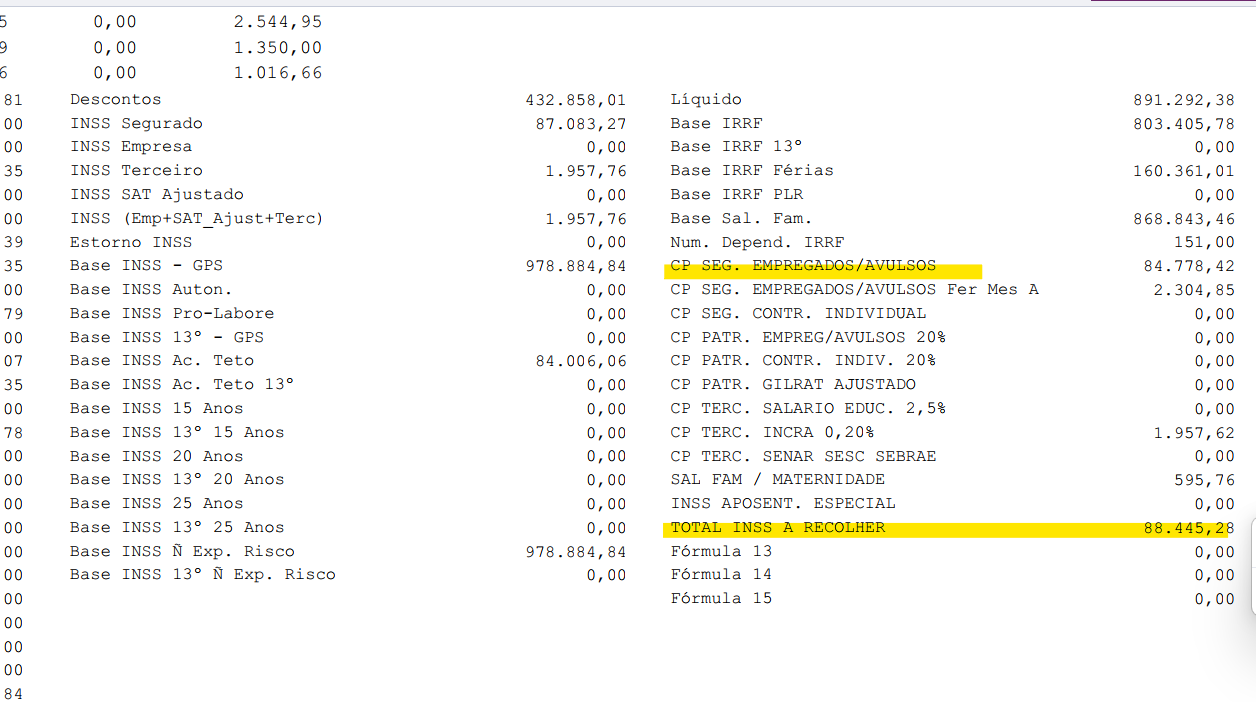 5 0,00 2.544,95
9 0,00 1.350,00
6 0,00 1.016,66
81 Descontos 432.858,01 Líquido 891.292,38
00 INSS Segurado 87.083,27 Base IRRF 803.405,78
00 INSS Empresa 0,00 Base IRRF 13º 0,00
35 INSS Terceiro 1.957,76 Base IRRF Férias 160.361,01
00 INSS SAT Ajustado 0,00 Base IRRF PLR 0,00
00 INSS (Emp+SAT_Ajust+Terc) 1.957,76 Base Sal. Fam. 868.843,46
39 Estorno INSS 0,00 Num. Depend. IRRF 151,00
35 Base INSS - GPS 978.884,84 CP SEG. EMPREGADOS/AVULSOS 84.778,42
00 Base INSS Auton. 0,00 CP SEG. EMPREGADOS/AVULSOS Fer Mes A 2.304,85
79 Base INSS Pro-Labore 0,00 CP SEG. CONTR. INDIVIDUAL 0,00
00 Base INSS 13º - GPS 0,00 CP PATR. EMPREG/AVULSOS 20% 0,00
07 Base INSS Ac. Teto 84.006,06 CP PATR. CONTR. INDIV. 20% 0,00
35 Base INSS Ac. Teto 13º 0,00 CP PATR. GILRAT AJUSTADO 0,00
00 Base INSS 15 Anos 0,00 CP TERC. SALARIO EDUC. 2,5% 0,00
78 Base INSS 13º 15 Anos 0,00 CP TERC. INCRA 0,20% 1.957,62
00 Base INSS 20 Anos 0,00 CP TERC. SENAR SESC SEBRAE 0,00
00 Base INSS 13º 20 Anos 0,00 SAL FAM / MATERNIDADE 595,76
00 Base INSS 25 Anos 0,00 INSS APOSENT. ESPECIAL 0,00
00 Base INSS 13º 25 Anos 0,00 TOTAL INSS A RECOLHER 88.445,28
00 Base INSS Ñ Exp. Risco 978.884,84 Fórmula 13 0,00
00 Base INSS 13º Ñ Exp. Risco 0,00 Fórmula 14 0,00
00 Fórmula 15 0,00
00
00
00
84